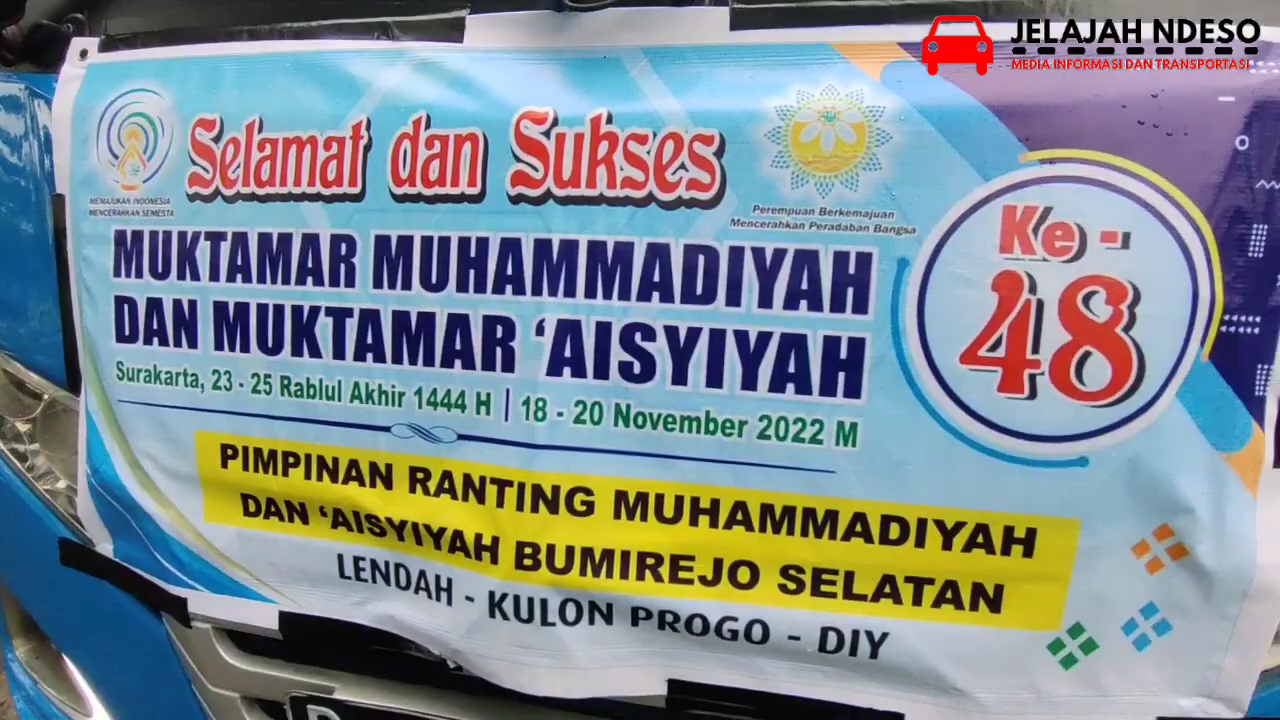 JELAJAH NDESO
MEDIA INFORMASI DAN TRANSPORTASI
Selamat dan Sukses
MEMAJUKAN INDONESIA
MENCERAHKAN SEMESTA
Perempuan Berkemajuan
Mencerahkan Peradaban Bangsa
MUKTAMAR MUHAMMADIYAH
DAN MUKTAMAR ‘AISYIYAH
Ke -
48
Surakarta, 23 - 25 Rabiul Akhir 1444 H | 18 - 20 November 2022 M
PIMPINAN RANTING MUHAMMADIYAH
DAN ‘AISYIYAH BUMIREJO SELATAN
LENDAH - KULON PROGO - DIY